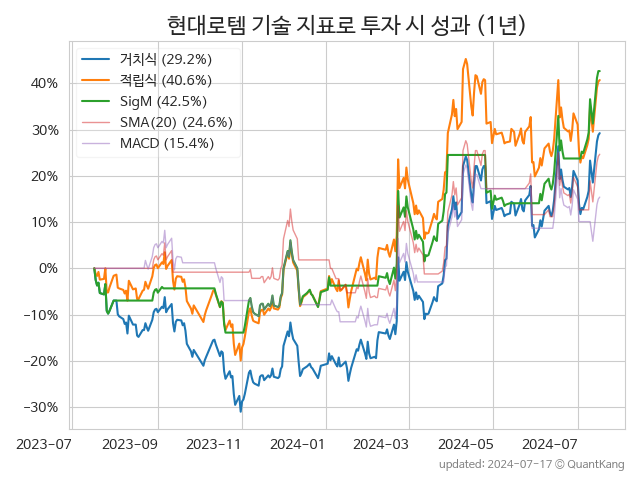 현대로템 기술 지표로 투자 시 성과 (1년)
거치식 (29.2%)
적립식 (40.6%)
SigM (42.5%)
SMA(20) (24.6%)
MACD (15.4%)
40%
30%
20%
10%
0%
−10%
−20%
−30%
2023−07 2023−09 2023−11 2024−01 2024−03 2024−05 2024−07
updated: 2024-07-17 © QuantKang